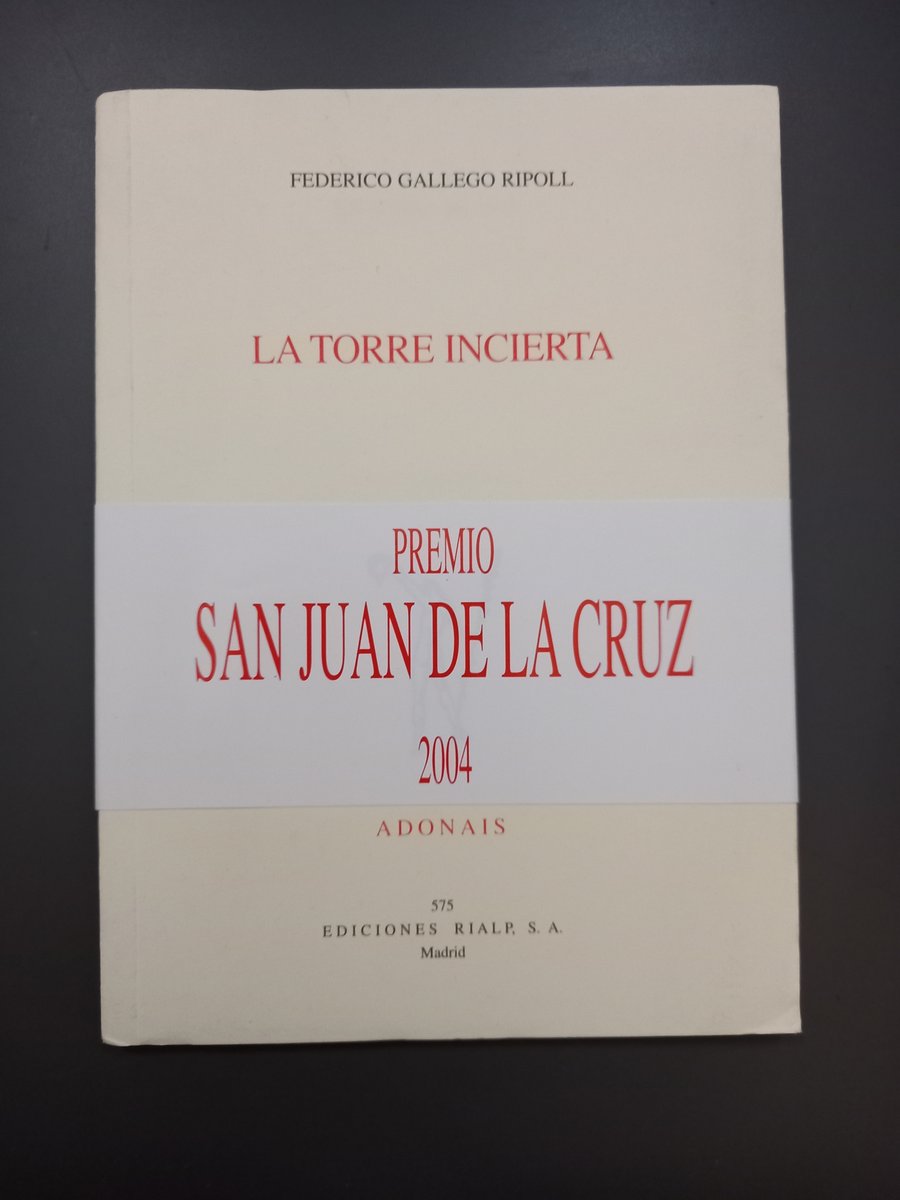 FEDERICO GALLEGO RIPOLL
LA TORRE INCIERTA
PREMIO
SAN JUAN DE LA CRUZ
2004
ADONAIS
575
EDICIONES RIALP, S. A.
Madrid